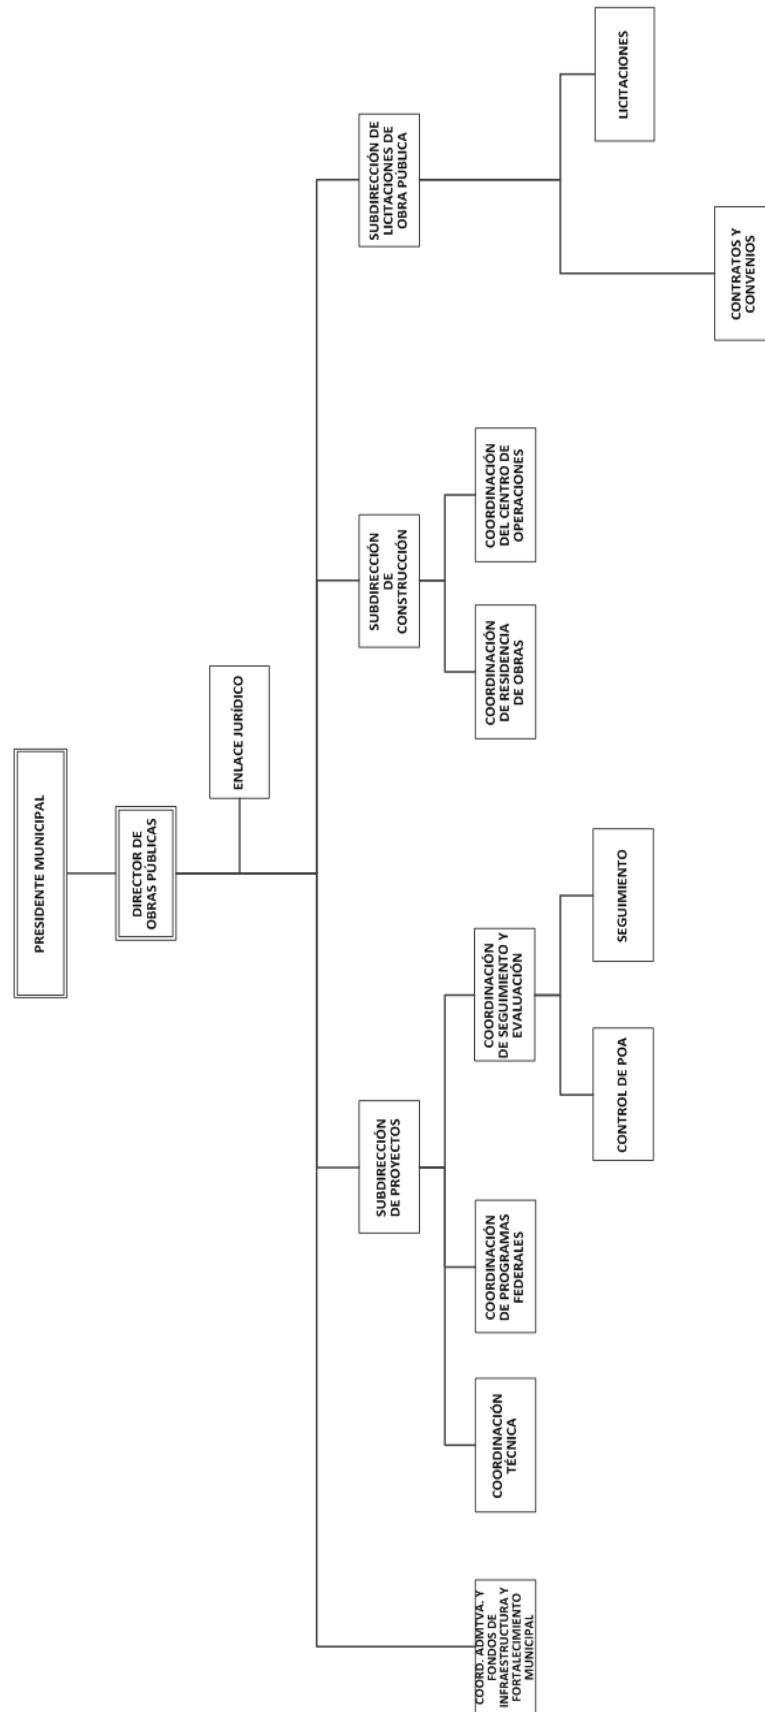 PRESIDENTE MUNICIPAL
DIRECTOR DE
OBRAS PÚBLICAS
ENLACE JURÍDICO
SUBDIRECCIÓN
DE PROYECTOS
SUBDIRECCIÓN
DE
CONSTRUCCIÓN
SUBDIRECCIÓN DE
LICITACIONES DE
OBRA PÚBLICA
COORD. ADMTVA. Y
FONDOS DE
INFRAESTRUCTURA Y
FORTALECIMIENTO
MUNICIPAL
COORDINACIÓN
TÉCNICA
COORDINACIÓN
DE PROGRAMAS
FEDERALES
COORDINACIÓN
DE SEGUIMIENTO Y
EVALUACIÓN
COORDINACIÓN
DE RESIDENCIA
DE OBRAS
COORDINACIÓN
DEL CENTRO DE
OPERACIONES
CONTROL DE POA
SEGUIMIENTO
LICITACIONES
CONTRATOS Y
CONVENIOS